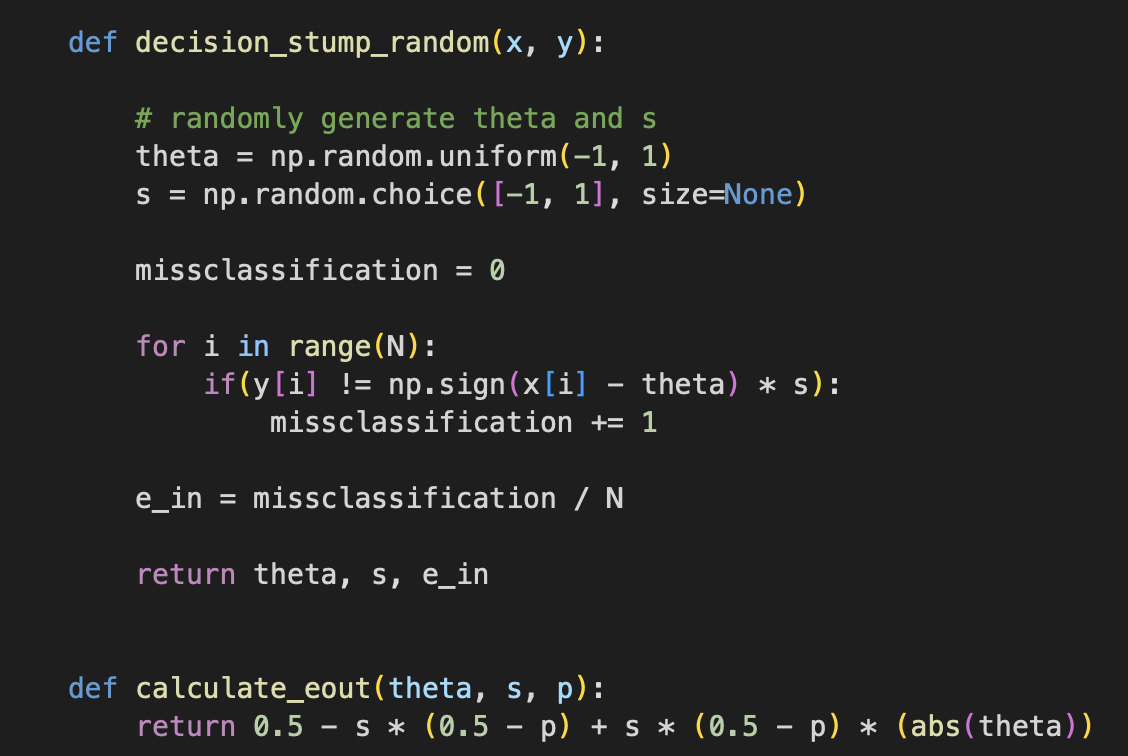 def decision_stump_random(x, y):
# randomly generate theta and s
theta = np.random.uniform(-1, 1)
s = np.random.choice([-1, 1], size=None)
missclassification = 0
for i in range(N):
if(y[i] != np.sign(x[i] - theta) * s):
missclassification += 1
e_in = missclassification / N
return theta, s, e_in
def calculate_eout(theta, s, p):
return 0.5 - s * (0.5 - p) + s * (0.5 - p) * (abs(theta))